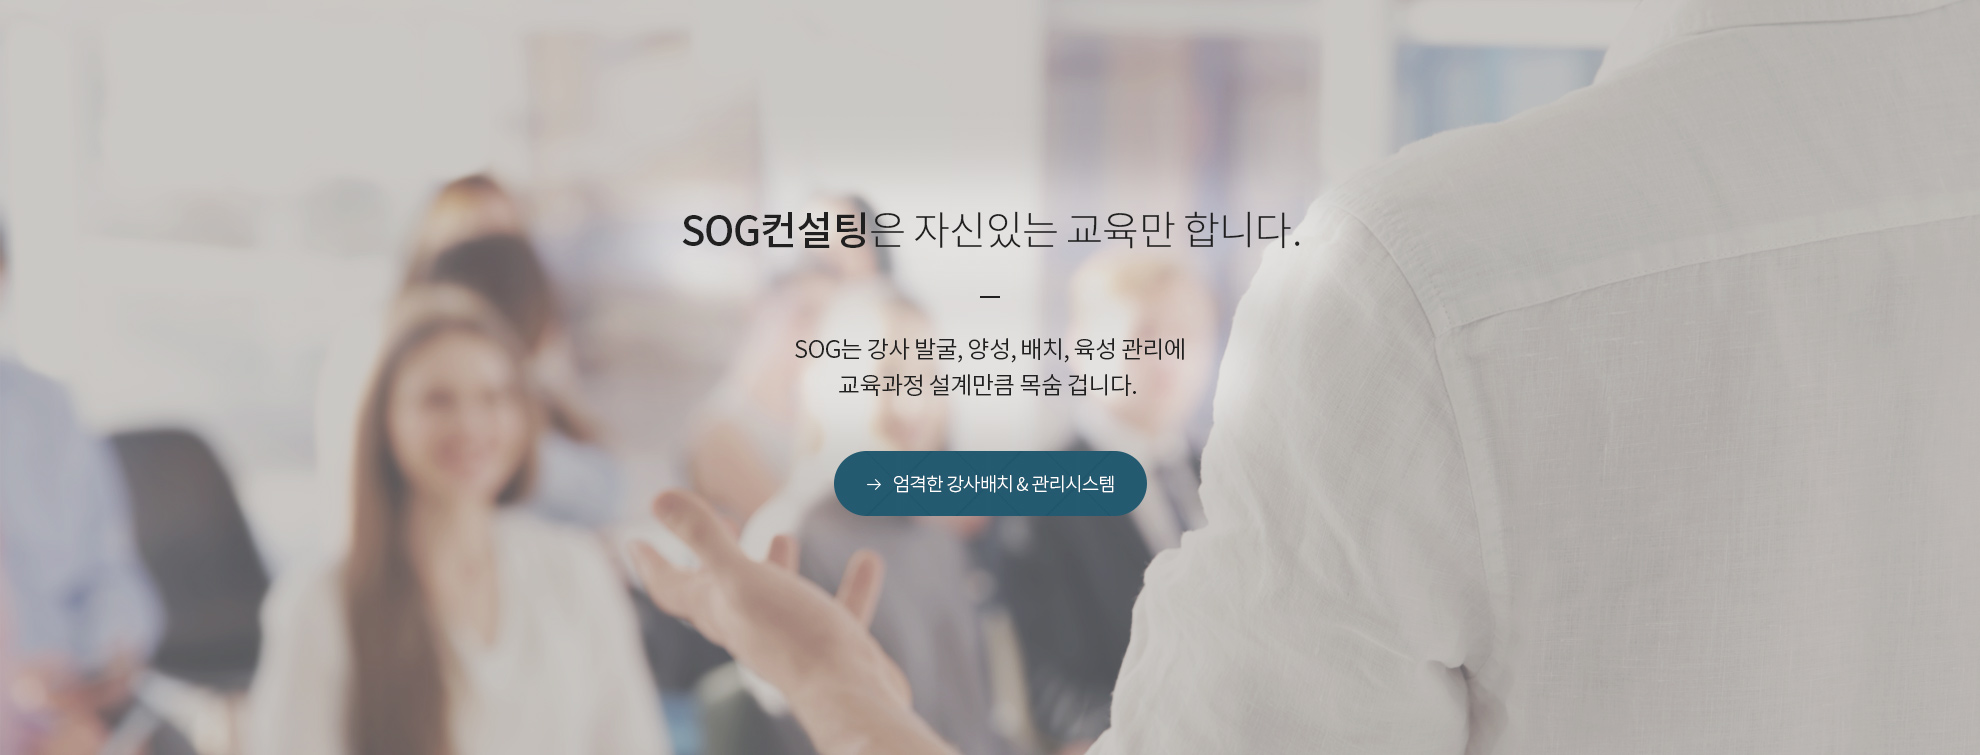 SOG컨설팅은 자신있는 교육만 합니다.
SOG는 강사 발굴, 양성, 배치, 육성 관리에
교육과정 설계만큼 목숨 겁니다.
→ 엄격한 강사배치 & 관리시스템